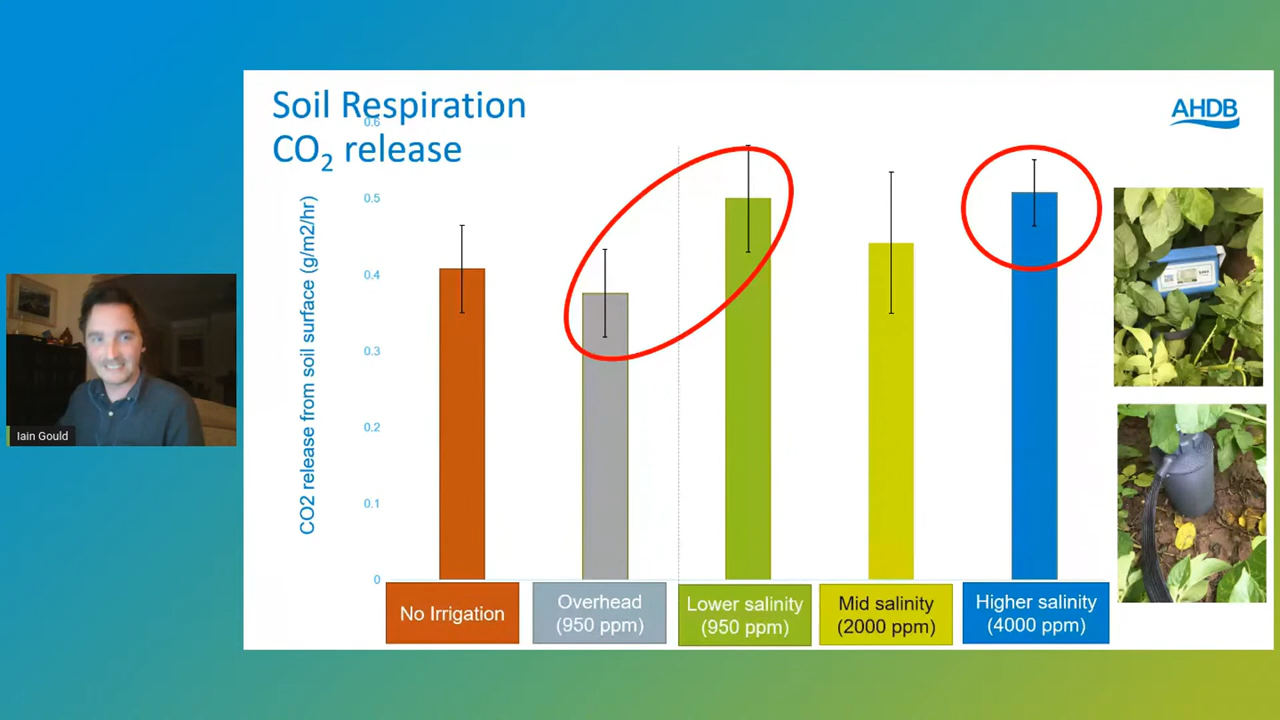 Soil Respiration
CO2 release
AHDB
CO2 release from soil surface (g/m2/hr)
0.6
0.5
0.4
0.3
0.2
0.1
0
No Irrigation
Overhead
(950 ppm)
Lower salinity
(950 ppm)
Mid salinity
(2000 ppm)
Higher salinity
(4000 ppm)
Iain Gould